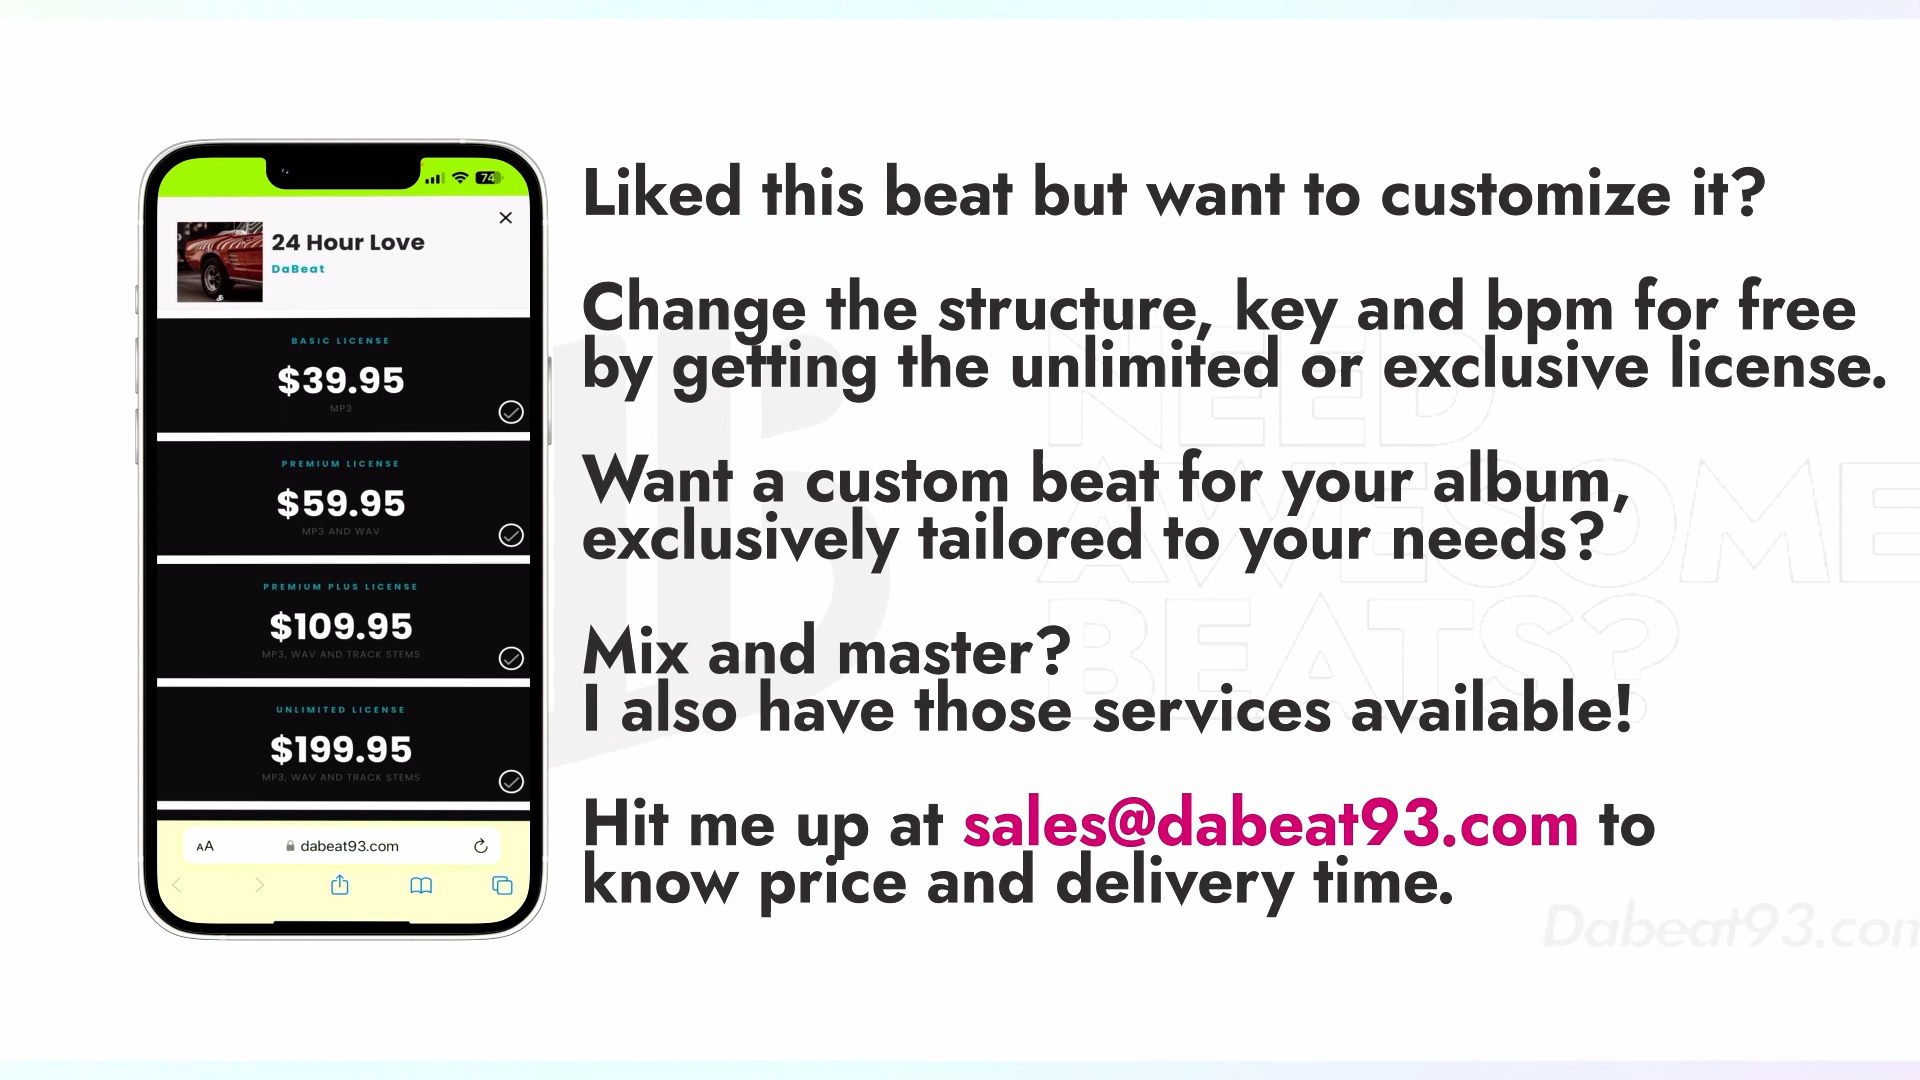 74
24 Hour Love
DaBeat
BASIC LICENSE
$39.95
MP3
PREMIUM LICENSE
$59.95
MP3 AND WAV
PREMIUM PLUS LICENSE
$109.95
MP3, WAV AND TRACK STEMS
UNLIMITED LICENSE
$199.95
MP3, WAV AND TRACK STEMS
AA dabeat93.com
Liked this beat but want to customize it?
Change the structure, key and bpm for free
by getting the unlimited or exclusive license.
Want a custom beat for your album,
exclusively tailored to your needs?
Mix and master?
I also have those services available!
Hit me up at sales@dabeat93.com to
know price and delivery time.
NEED
AWESOME
BEATS?
Dabeat93.com